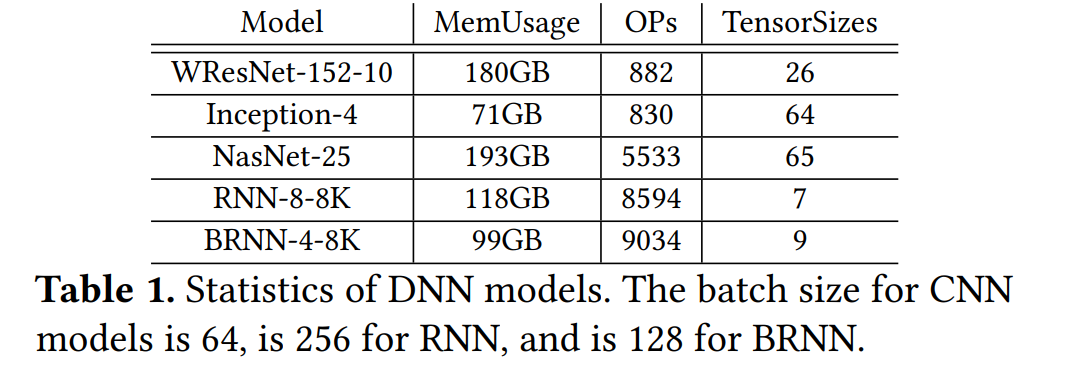 Model MemUsage OPs TensorSizes
WResNet-152-10 180GB 882 26
Inception-4 71GB 830 64
NasNet-25 193GB 5533 65
RNN-8-8K 118GB 8594 7
BRNN-4-8K 99GB 9034 9
Table 1. Statistics of DNN models. The batch size for CNN
models is 64, is 256 for RNN, and is 128 for BRNN.